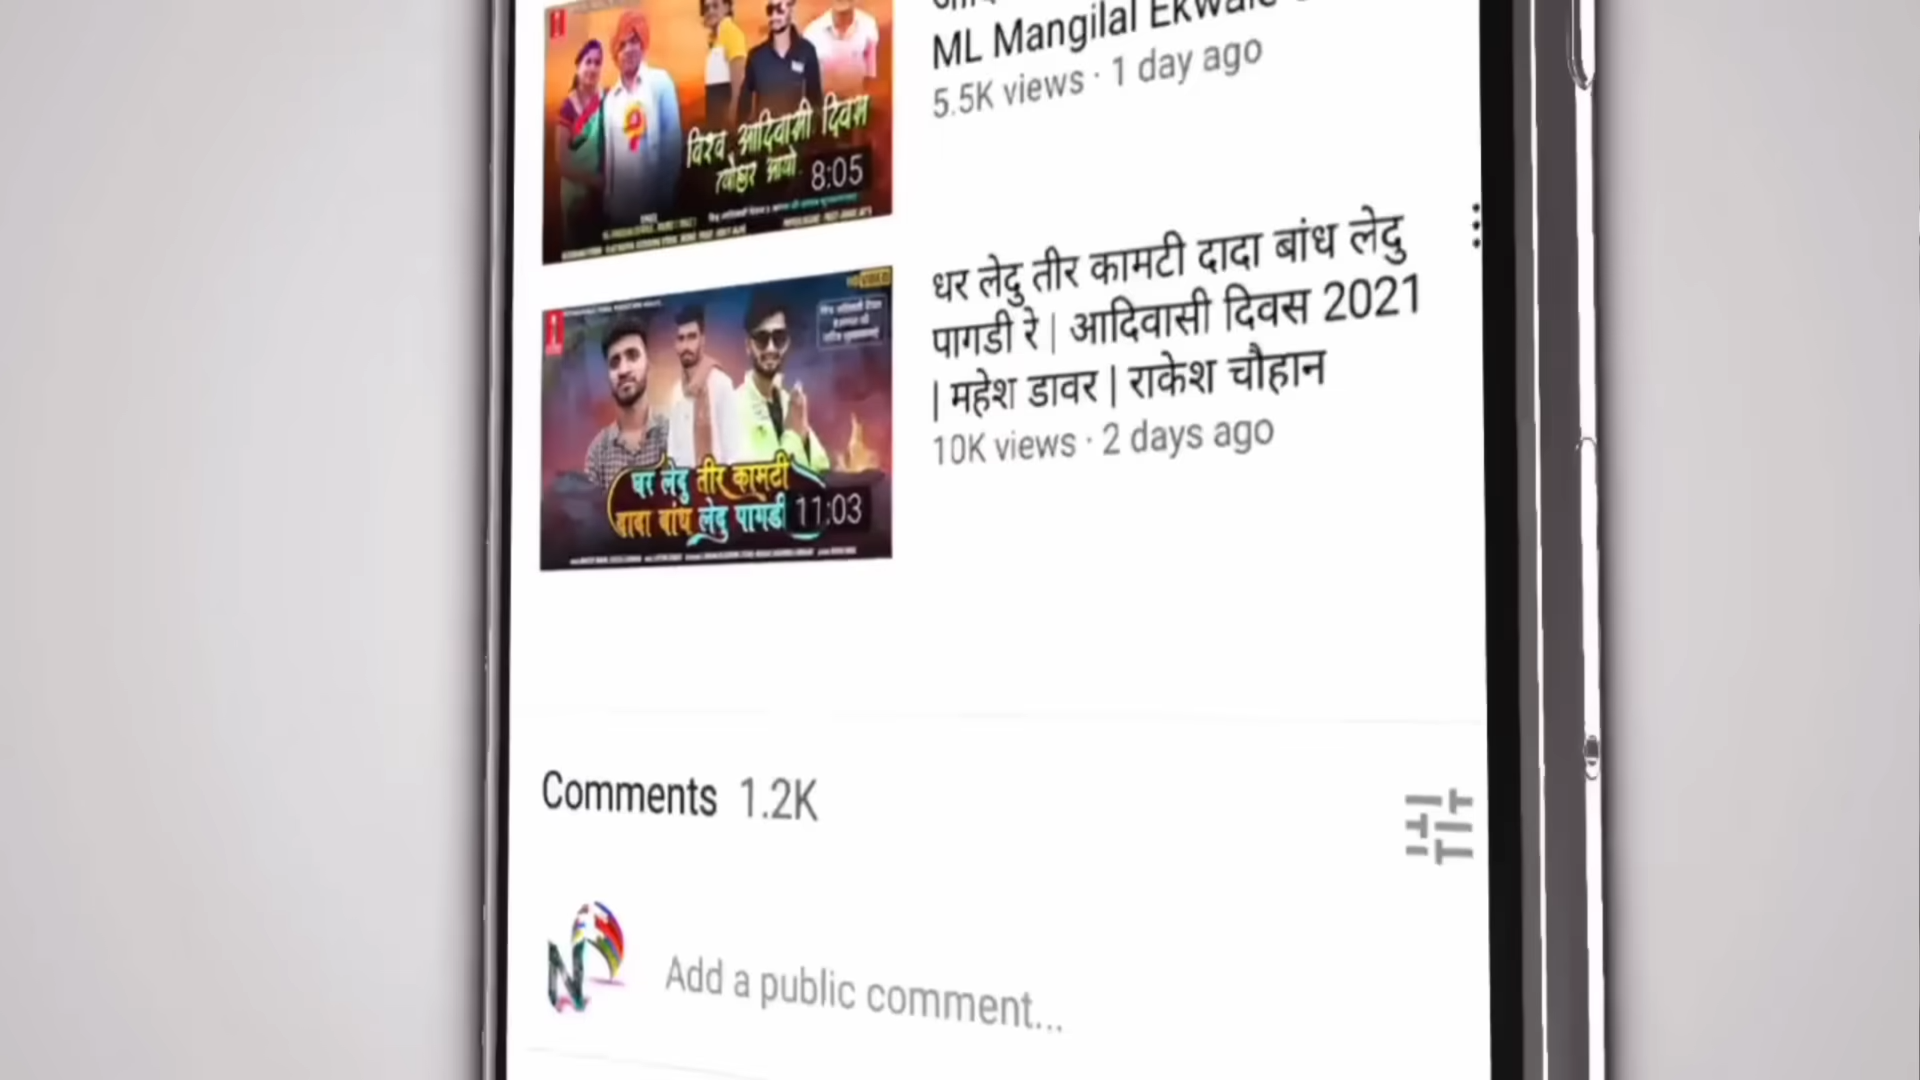 ML Mangilal Ekwale
5.5K views · 1 day ago
विश्व आदिवासी दिवस
त्योहार आयो
8:05
धर लेदु तीर कामटी दादा बांध लेदु
पागडी रे | आदिवासी दिवस 2021
| महेश डावर | राकेश चौहान
10K views · 2 days ago
धर लेदु तीर कामटी
दादा बांध लेदु पागडी
11:03
Comments 1.2K
Add a public comment...